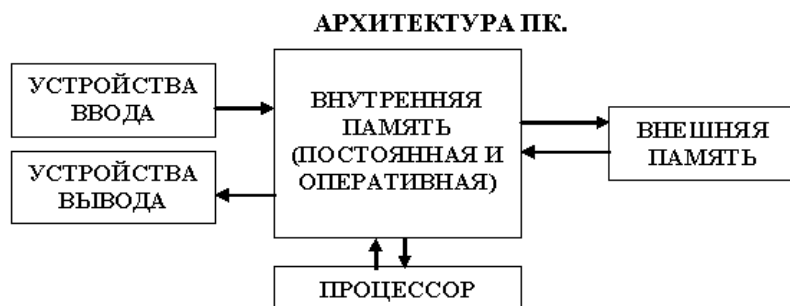 АРХИТЕКТУРА ПК.
УСТРОЙСТВА
ВВОДА
УСТРОЙСТВА
ВЫВОДА
ВНУТРЕННЯЯ
ПАМЯТЬ
(ПОСТОЯННАЯ И
ОПЕРАТИВНАЯ)
ВНЕШНЯЯ
ПАМЯТЬ
ПРОЦЕССОР